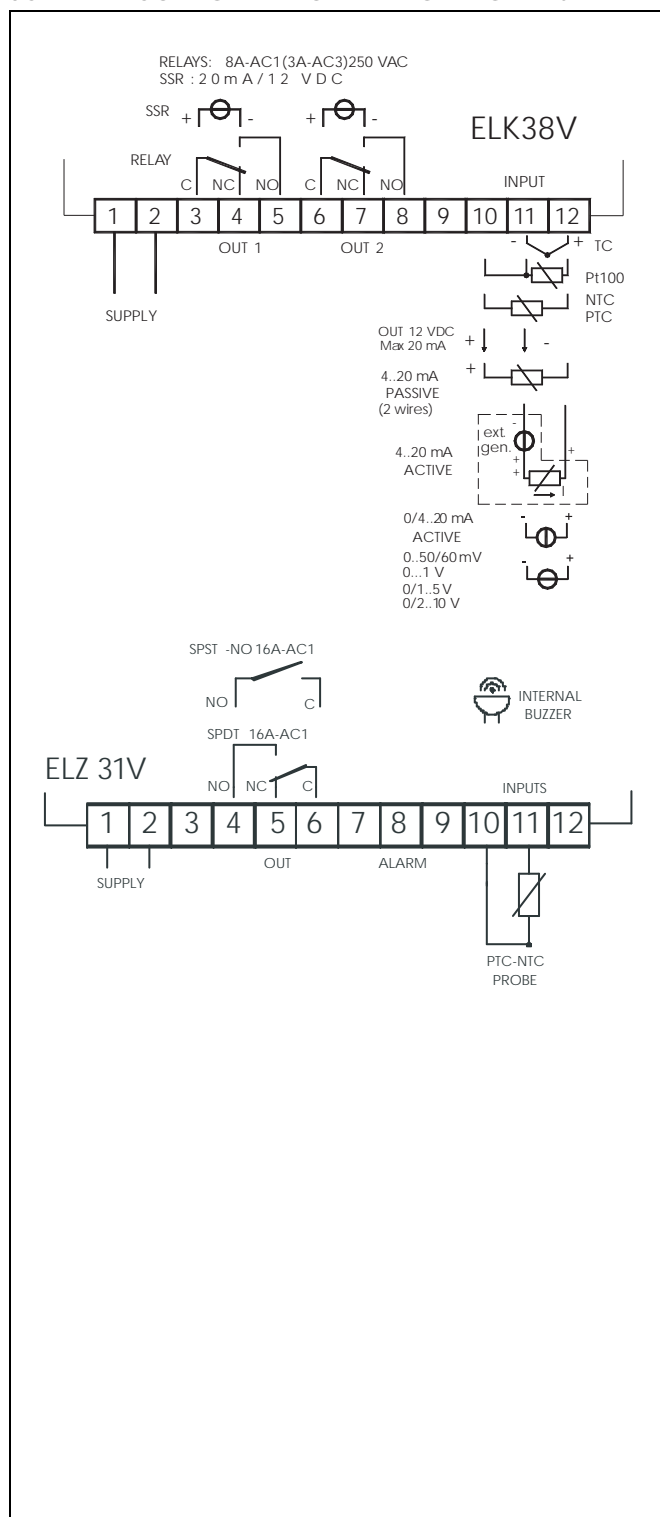 RELAYS: 8A-AC1(3A-AC3)250 VAC
SSR : 20mA/12 VDC
SSR + - + -
ELK38V
RELAY
C NC NO C NC NO INPUT
1 2 3 4 5 6 7 8 9 10 11 12
OUT 1 OUT 2
- + TC
SUPPLY
Pt100
NTC
PTC
OUT 12 VDC
Max 20 mA + -
4..20 mA +
PASSIVE
(2 wires)
-
ext.
gen.
+ +
+
4..20 mA
ACTIVE
I
0/4..20 mA - +
ACTIVE
0..50/60 mV - +
0...1 V
0/1..5 V
0/2..10 V
SPST -NO 16A-AC1
NO C
INTERNAL
BUZZER
SPDT 16A-AC1
ELZ 31V
NO NC C INPUTS
1 2 3 4 5 6 7 8 9 10 11 12
SUPPLY OUT ALARM
PTC-NTC
PROBE